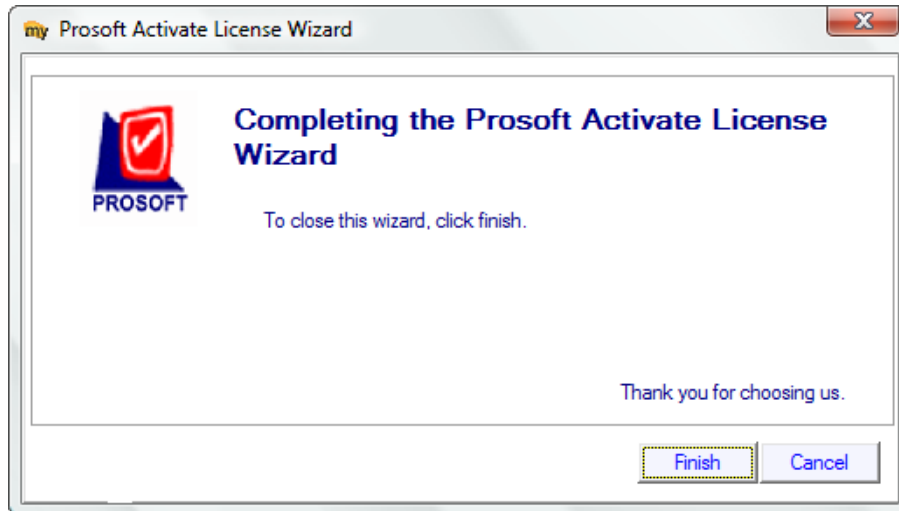 my Prosoft Activate License Wizard
Completing the Prosoft Activate License
Wizard
PROSOFT
To close this wizard, click finish.
Thank you for choosing us.
Finish Cancel